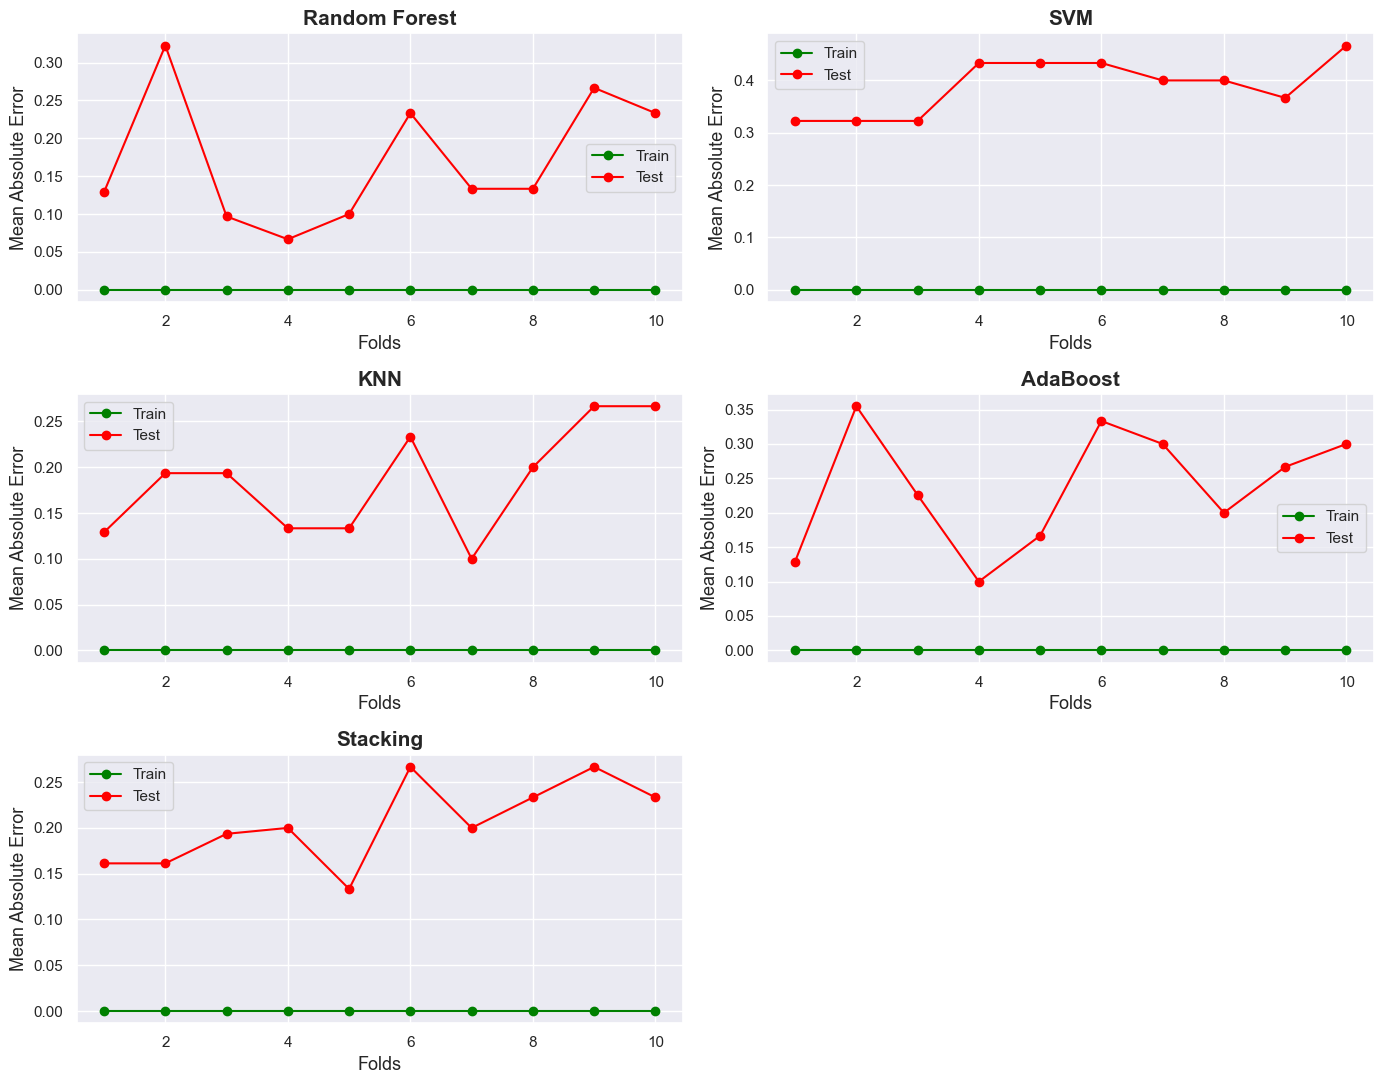 Random Forest
Mean Absolute Error
0.30
0.25
0.20
0.15
0.10
0.05
0.00
Train
Test
2 4 6 8 10
Folds
SVM
Mean Absolute Error
0.4
0.3
0.2
0.1
0.0
Train
Test
2 4 6 8 10
Folds
KNN
Mean Absolute Error
0.25
0.20
0.15
0.10
0.05
0.00
Train
Test
2 4 6 8 10
Folds
AdaBoost
Mean Absolute Error
0.35
0.30
0.25
0.20
0.15
0.10
0.05
0.00
Train
Test
2 4 6 8 10
Folds
Stacking
Mean Absolute Error
0.25
0.20
0.15
0.10
0.05
0.00
Train
Test
2 4 6 8 10
Folds